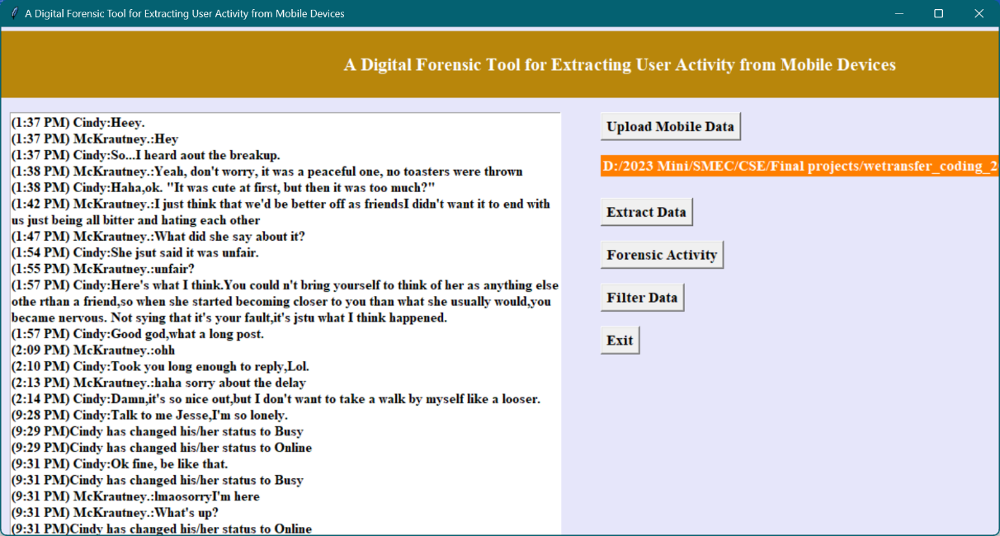 A Digital Forensic Tool for Extracting User Activity from Mobile Devices
A Digital Forensic Tool for Extracting User Activity from Mobile Devices
(1:37 PM) Cindy:Heey.
(1:37 PM) McKrautney.:Hey
(1:37 PM) Cindy:So...I heard aout the breakup.
(1:38 PM) McKrautney.:Yeah, don't worry, it was a peaceful one, no toasters were thrown
(1:38 PM) Cindy:Haha,ok. "It was cute at first, but then it was too much?"
(1:42 PM) McKrautney.:I just think that we'd be better off as friendsI didn't want it to end with
us just being all bitter and hating each other
(1:47 PM) McKrautney.:What did she say about it?
(1:54 PM) Cindy:She jsut said it was unfair.
(1:55 PM) McKrautney.:unfair?
(1:57 PM) Cindy:Here's what I think.You could n't bring yourself to think of her as anything else
othe rthan a friend,so when she started becoming closer to you than what she usually would,you
became nervous. Not sying that it's your fault,it's jstu what I think happened.
(1:57 PM) Cindy:Good god,what a long post.
(2:09 PM) McKrautney.:ohh
(2:10 PM) Cindy:Took you long enough to reply,Lol.
(2:13 PM) McKrautney.:haha sorry about the delay
(2:14 PM) Cindy:Damn,it's so nice out,but I don't want to take a walk by myself like a looser.
(9:28 PM) Cindy:Talk to me Jesse,I'm so lonely.
(9:29 PM)Cindy has changed his/her status to Busy
(9:29 PM)Cindy has changed his/her status to Online
(9:31 PM) Cindy:Ok fine, be like that.
(9:31 PM)Cindy has changed his/her status to Busy
(9:31 PM) McKrautney.:lmaosorryI'm here
(9:31 PM) McKrautney.:What's up?
(9:31 PM)Cindy has changed his/her status to Online
Upload Mobile Data
D:/2023 Mini/SMEC/CSE/Final projects/wetransfer_coding_2
Extract Data
Forensic Activity
Filter Data
Exit